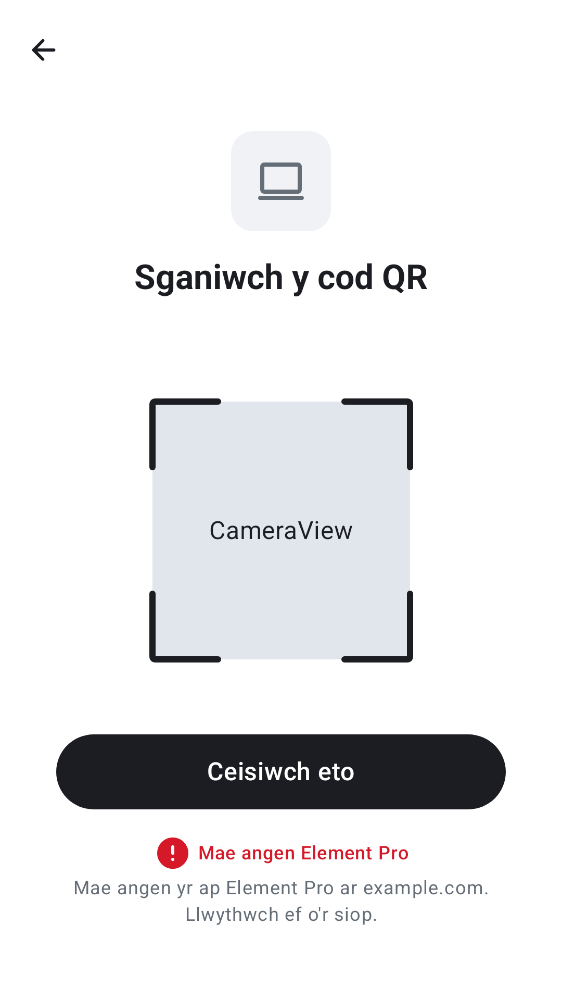 Sganiwch y cod QR
CameraView
Ceisiwch eto
Mae angen Element Pro
Mae angen yr ap Element Pro ar example.com.
Llwythwch ef o'r siop.